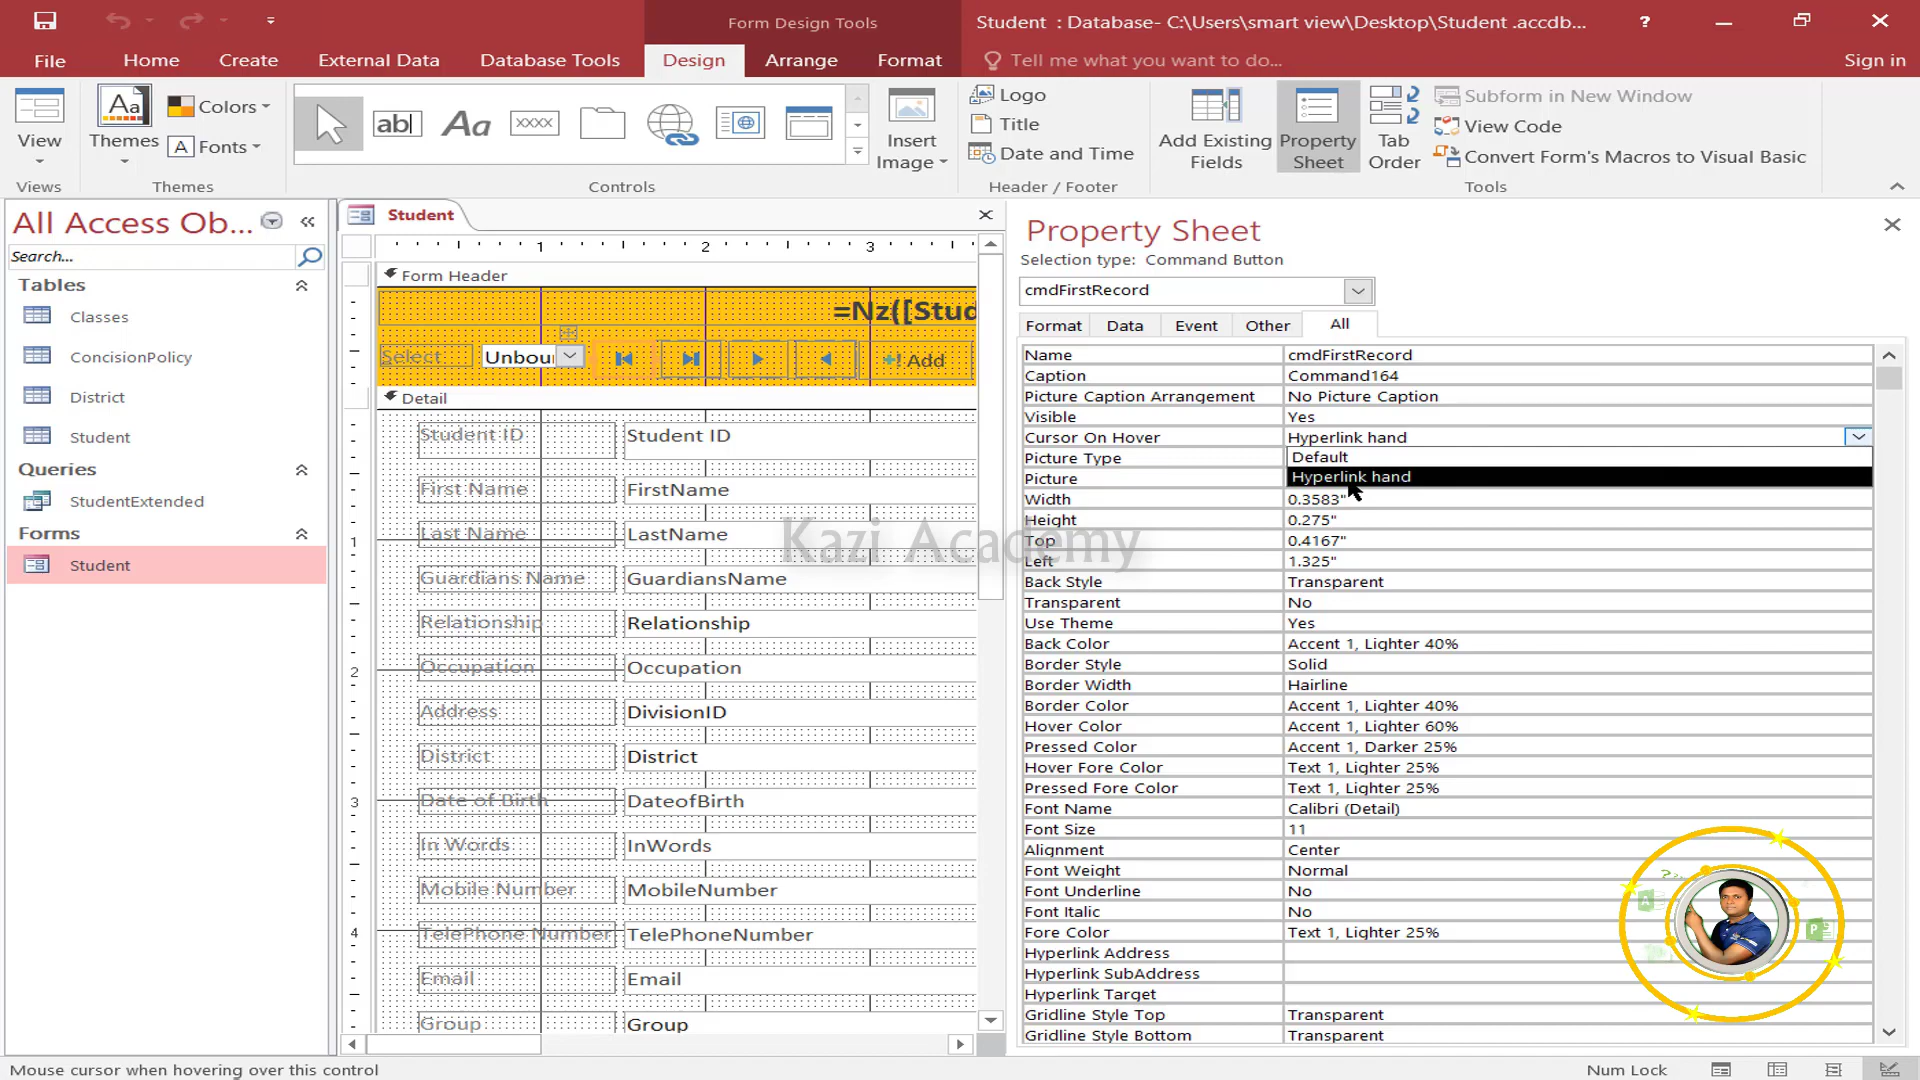 Form Design Tools
Student : Database- C:\Users\smart view\Desktop\Student .accdb...
?
File
Home
Create
External Data
Database Tools
Design
Arrange
Format
Tell me what you want to do...
Sign in
View
Views
Aa
Themes
Colors
A Fonts
Themes
ab|
Aa
XXXX
Controls
Insert Image
Logo
Title
Date and Time
Header / Footer
Add Existing Fields
Property Sheet
Tab Order
Subform in New Window
View Code
Convert Form's Macros to Visual Basic
Tools
All Access Ob...
Search...
Tables
Classes
ConcisionPolicy
District
Student
Queries
StudentExtended
Forms
Student
Student
1 2 3
Form Header
=Nz([Stud
Select
Unbou
Add
Detail
Student ID Student ID
First Name FirstName
1
Last Name LastName
Guardians Name GuardiansName
Relationship Relationship
2
Occupation Occupation
Address DivisionID
District District
3
Date of Birth DateofBirth
In Words InWords
Mobile Number MobileNumber
4
TelePhone Number TelePhoneNumber
Email Email
Group Group
Kazi Academy
Property Sheet
Selection type: Command Button
cmdFirstRecord
Format
Data
Event
Other
All
Name cmdFirstRecord
Caption Command164
Picture Caption Arrangement No Picture Caption
Visible Yes
Cursor On Hover Hyperlink hand
Picture Type Default
Picture Hyperlink hand
Width 0.3583"
Height 0.275"
Top 0.4167"
Left 1.325"
Back Style Transparent
Transparent No
Use Theme Yes
Back Color Accent 1, Lighter 40%
Border Style Solid
Border Width Hairline
Border Color Accent 1, Lighter 40%
Hover Color Accent 1, Lighter 60%
Pressed Color Accent 1, Darker 25%
Hover Fore Color Text 1, Lighter 25%
Pressed Fore Color Text 1, Lighter 25%
Font Name Calibri (Detail)
Font Size 11
Alignment Center
Font Weight Normal
Font Underline No
Font Italic No
Fore Color Text 1, Lighter 25%
Hyperlink Address
Hyperlink SubAddress
Hyperlink Target
Gridline Style Top Transparent
Gridline Style Bottom Transparent
Mouse cursor when hovering over this control
Num Lock